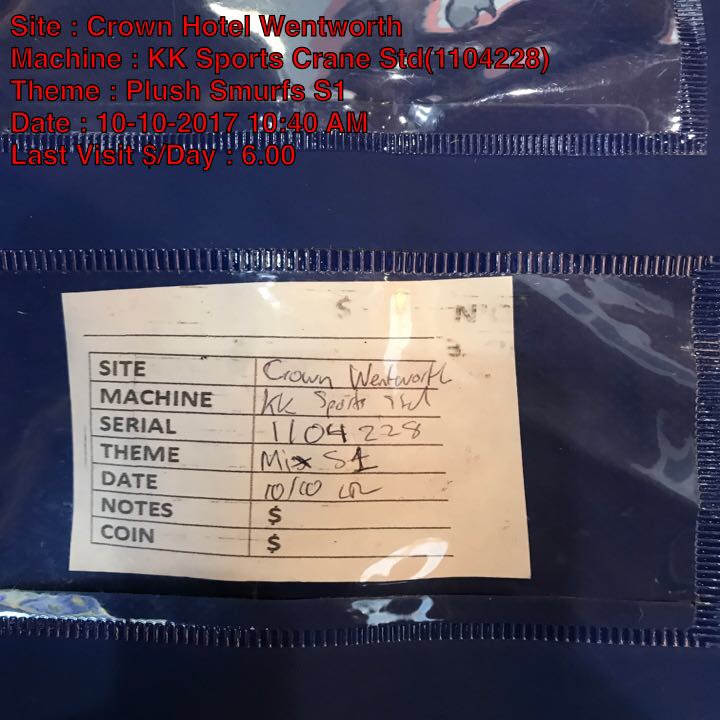 Site : Crown Hotel Wentworth
Machine : KK Sports Crane Std(1104228)
Theme : Plush Smurfs S1
Date : 10-10-2017 10:40 AM
Last Visit $/Day : 6.00
$
SITE Crown Wentworth
MACHINE KK Sports Std
SERIAL 1104228
THEME Mix S1
DATE 10/10
NOTES $
COIN $